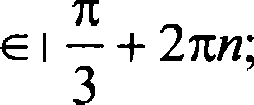 ∈ | π/3 + 2πn;